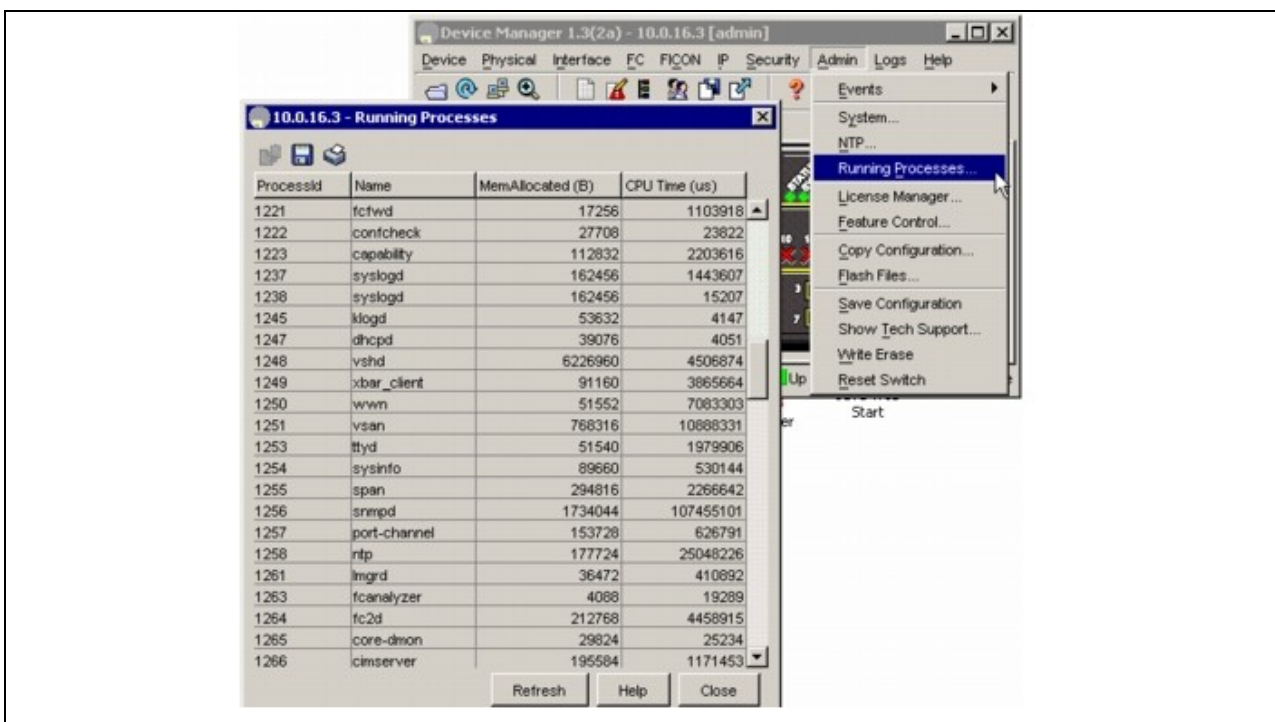 Device Manager 1.3(2a) - 10.0.16.3 [admin]
Device Physical Interface FC FICON IP Security Admin Logs Help
Events
System...
NTP...
Running Processes...
License Manager...
Feature Control...
Copy Configuration...
Flash Files...
Save Configuration
Show Tech Support...
Write Erase
Reset Switch
Up
Start
10.0.16.3 - Running Processes
ProcessId Name MemAllocated (B) CPU Time (us)
1221 fcfwd 17256 1103918
1222 confcheck 27708 23822
1223 capability 112832 2203616
1237 syslogd 162456 1443607
1238 syslogd 162456 15207
1245 klogd 53632 4147
1247 dhcpd 39076 4051
1248 vshd 6226960 4506874
1249 xbar_client 91160 3865664
1250 wwn 51552 7083303
1251 vsan 768316 10888331
1253 ttyd 51540 1979906
1254 sysinfo 89660 530144
1255 span 294816 2266642
1256 snmpd 1734044 107455101
1257 port-channel 153728 626791
1258 ntp 177724 25048226
1261 lmgrd 36472 410892
1263 fcanalyzer 4088 19289
1264 fc2d 212768 4458915
1265 core-dmon 29824 25234
1266 cimserver 195584 1171453
Refresh Help Close